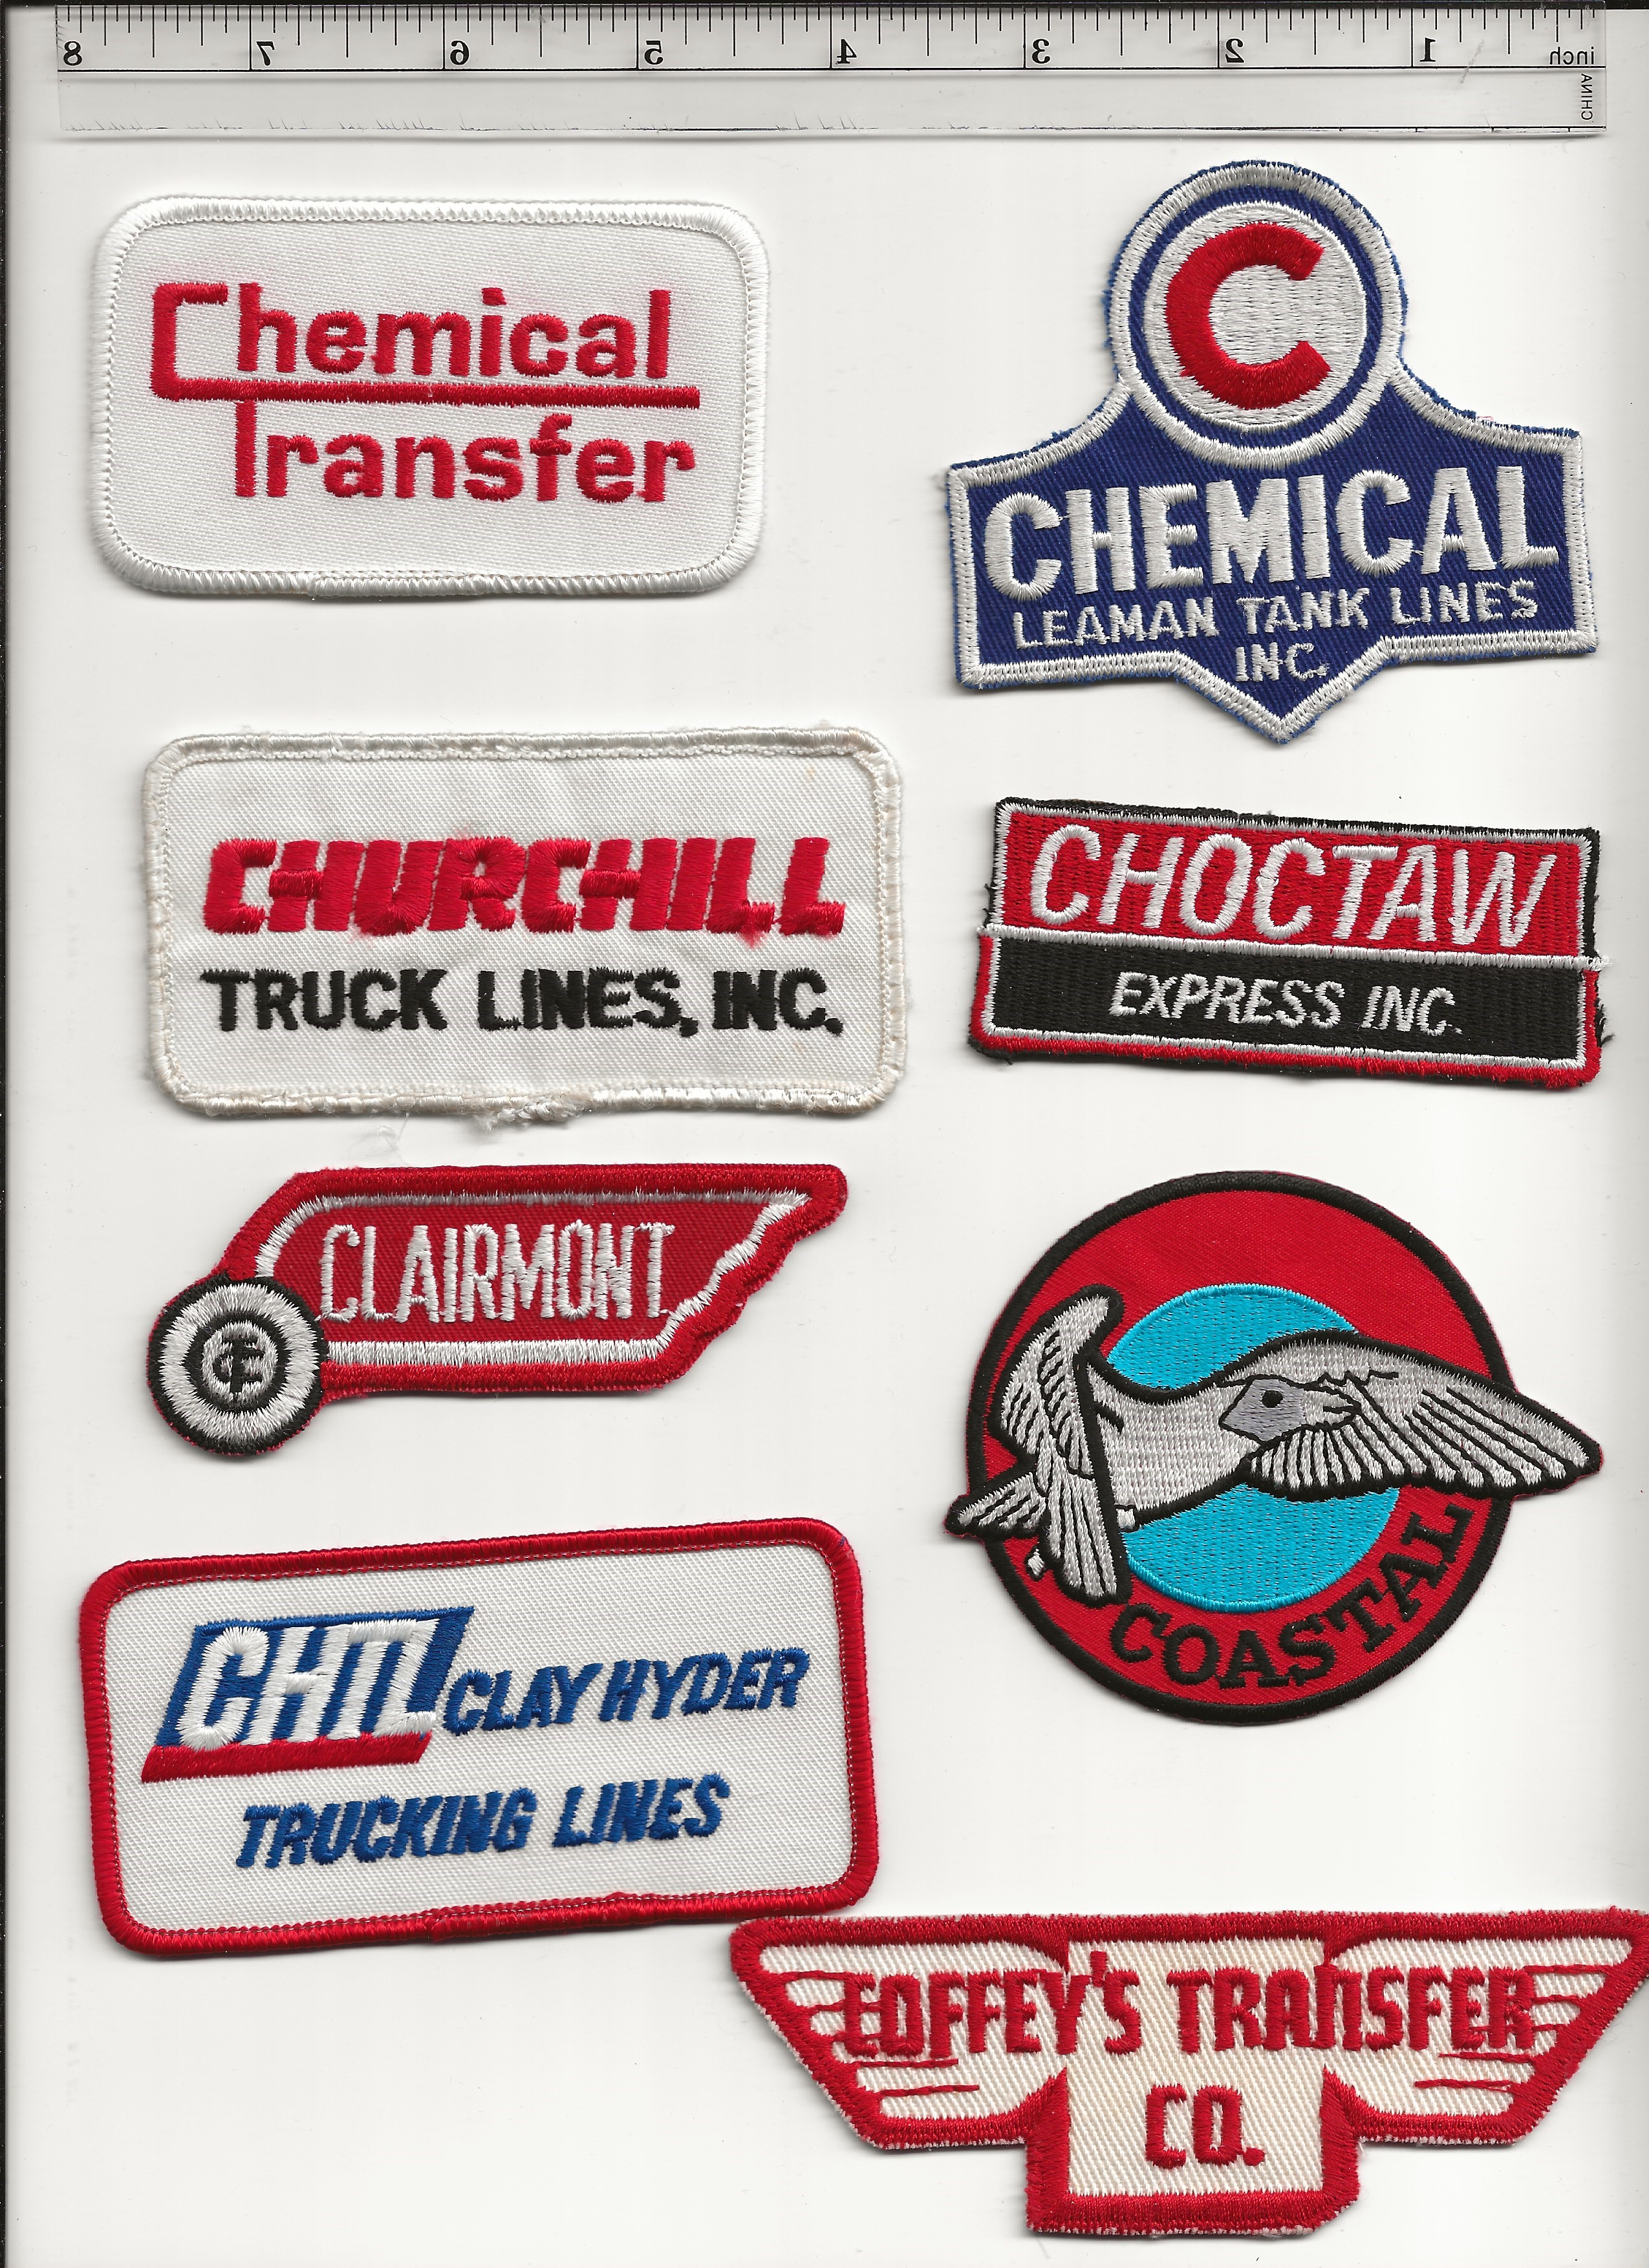 8 7 6 5 4 3 2 1 inch
CHINA
Chemical
Transfer
C
CHEMICAL
LEAMAN TANK LINES
INC.
CHURCHILL
TRUCK LINES, INC.
CHOCTAW
EXPRESS INC.
CLAIRMONT
COASTAL
CHTL CLAY HYDER
TRUCKING LINES
COFFEY'S TRANSFER
CO.